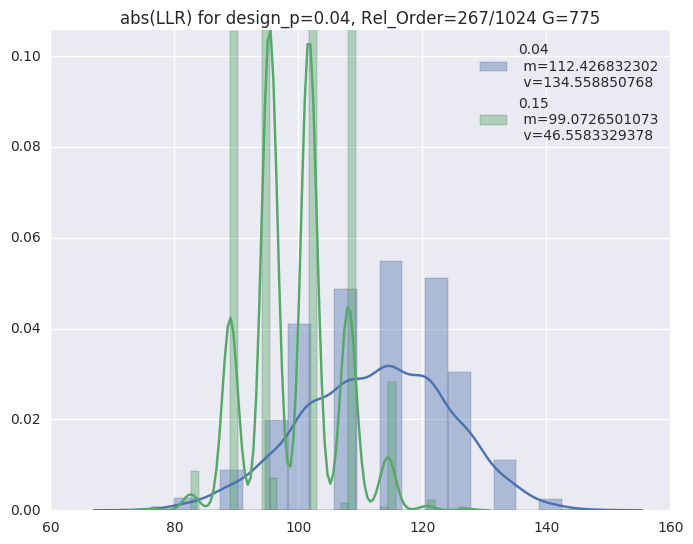 abs(LLR) for design_p=0.04, Rel_Order=267/1024 G=775
0.04
m=112.426832302
v=134.558850768
0.15
m=99.0726501073
v=46.5583329378
0.10
0.08
0.06
0.04
0.02
0.00
60 80 100 120 140 160